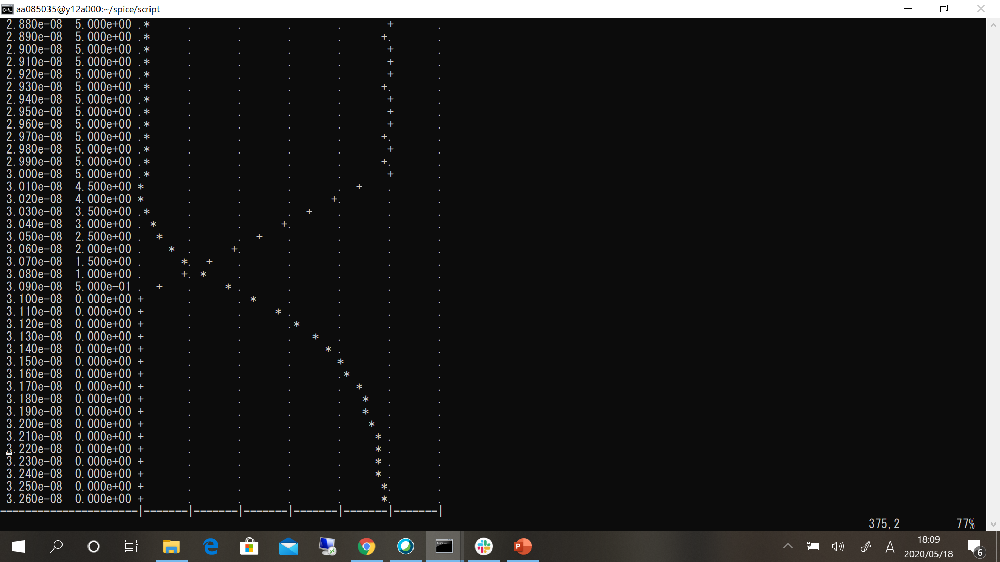 aa085035@y12a000:~/spice/script
2.880e-08  5.000e+00 .*      .       .       .       .       +       .
2.890e-08  5.000e+00 .*      .       .       .       .      +.       .
2.900e-08  5.000e+00 .*      .       .       .       .       +       .
2.910e-08  5.000e+00 .*      .       .       .       .       +       .
2.920e-08  5.000e+00 .*      .       .       .       .       +       .
2.930e-08  5.000e+00 .*      .       .       .       .      +.       .
2.940e-08  5.000e+00 .*      .       .       .       .       +       .
2.950e-08  5.000e+00 .*      .       .       .       .       +       .
2.960e-08  5.000e+00 .*      .       .       .       .       +       .
2.970e-08  5.000e+00 .*      .       .       .       .      +.       .
2.980e-08  5.000e+00 .*      .       .       .       .       +       .
2.990e-08  5.000e+00 .*      .       .       .       .      +.       .
3.000e-08  5.000e+00 .*      .       .       .       .       +       .
3.010e-08  4.500e+00 *       .       .       .       .  +    .       .
3.020e-08  4.000e+00 *       .       .       .      +.       .       .
3.030e-08  3.500e+00 .*      .       .       .  +    .       .       .
3.040e-08  3.000e+00 . *     .       .      +.       .       .       .
3.050e-08  2.500e+00 .  *    .       .  +    .       .       .       .
3.060e-08  2.000e+00 .    *  .      +.       .       .       .       .
3.070e-08  1.500e+00 .      *.  +    .       .       .       .       .
3.080e-08  1.000e+00 .      +. *     .       .       .       .       .
3.090e-08  5.000e-01 .  +    .     * .       .       .       .       .
3.100e-08  0.000e+00 +       .       . *     .       .       .       .
3.110e-08  0.000e+00 +       .       .     * .       .       .       .
3.120e-08  0.000e+00 +       .       .       .*      .       .       .
3.130e-08  0.000e+00 +       .       .       .   *   .       .       .
3.140e-08  0.000e+00 +       .       .       .     * .       .       .
3.150e-08  0.000e+00 +       .       .       .       *       .       .
3.160e-08  0.000e+00 +       .       .       .       .*      .       .
3.170e-08  0.000e+00 +       .       .       .       .  *    .       .
3.180e-08  0.000e+00 +       .       .       .       .   *   .       .
3.190e-08  0.000e+00 +       .       .       .       .   *   .       .
3.200e-08  0.000e+00 +       .       .       .       .    *  .       .
3.210e-08  0.000e+00 +       .       .       .       .     * .       .
3.220e-08  0.000e+00 +       .       .       .       .     * .       .
3.230e-08  0.000e+00 +       .       .       .       .     * .       .
3.240e-08  0.000e+00 +       .       .       .       .     * .       .
3.250e-08  0.000e+00 +       .       .       .       .      *.       .
3.260e-08  0.000e+00 +       .       .       .       .      *.       .
----------------------|-------|-------|-------|-------|-------|-------|
375,2 77%
A
18:09
2020/05/18
6